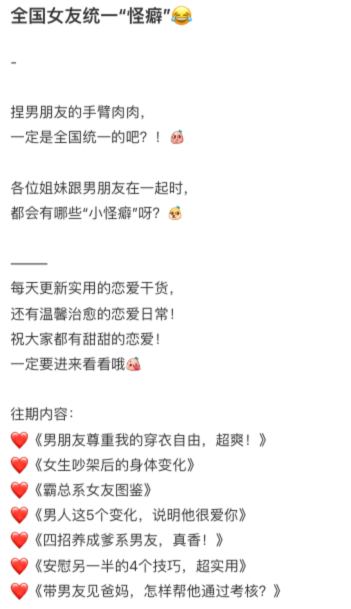 全国女友统一“怪癖”😂
-
捏男朋友的手臂肉肉，
一定是全国统一的吧？！
各位姐妹跟男朋友在一起时，
都会有哪些“小怪癖”呀？
———
每天更新实用的恋爱干货，
还有温馨治愈的恋爱日常！
祝大家都有甜甜的恋爱！
一定要进来看看哦
往期内容：
❤️《男朋友尊重我的穿衣自由，超爽！》
❤️《女生吵架后的身体变化》
❤️《霸总系女友图鉴》
❤️《男人这5个变化，说明他很爱你》
❤️《四招养成爹系男友，真香！》
❤️《安慰另一半的4个技巧，超实用》
❤️《带男友见爸妈，怎样帮他通过考核？》